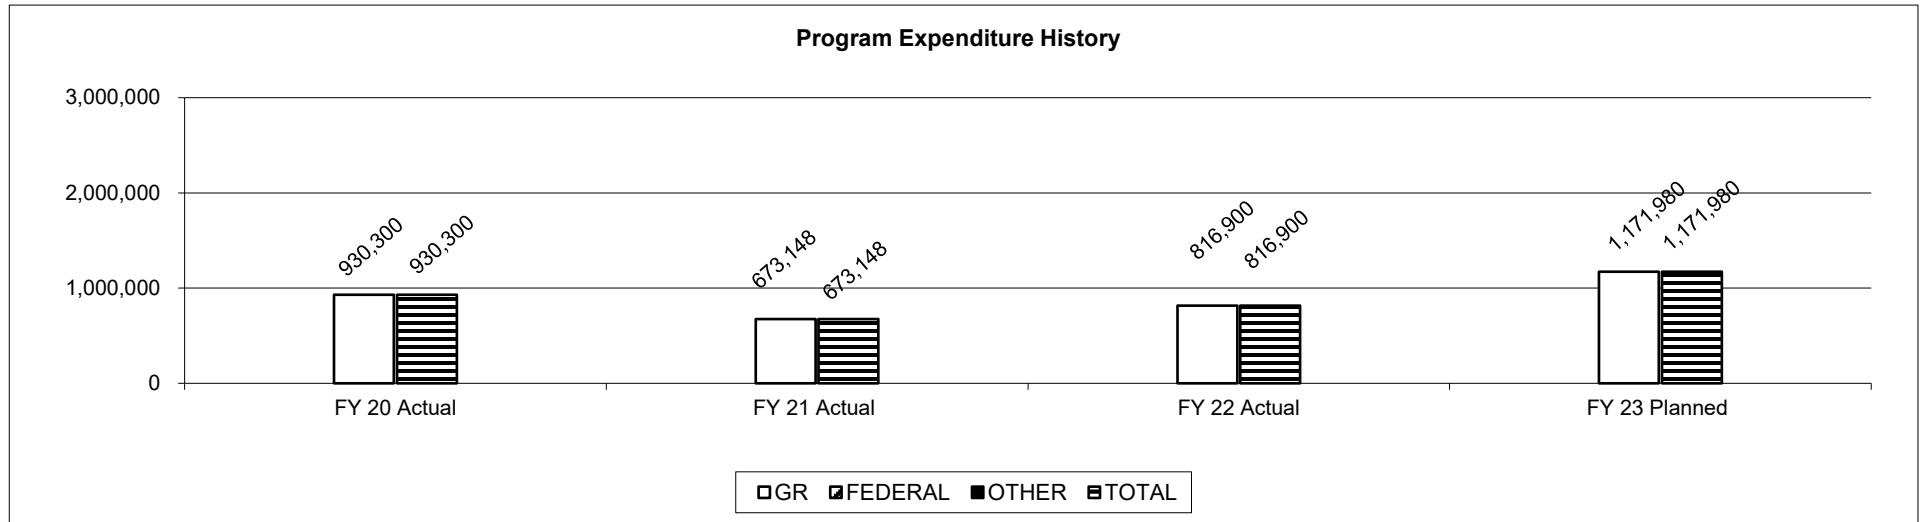 Program Expenditure History
3,000,000
2,000,000
1,000,000
0
930,300
930,300
673,148
673,148
816,900
816,900
1,171,980
1,171,980
FY 20 Actual
FY 21 Actual
FY 22 Actual
FY 23 Planned
GR FEDERAL OTHER TOTAL